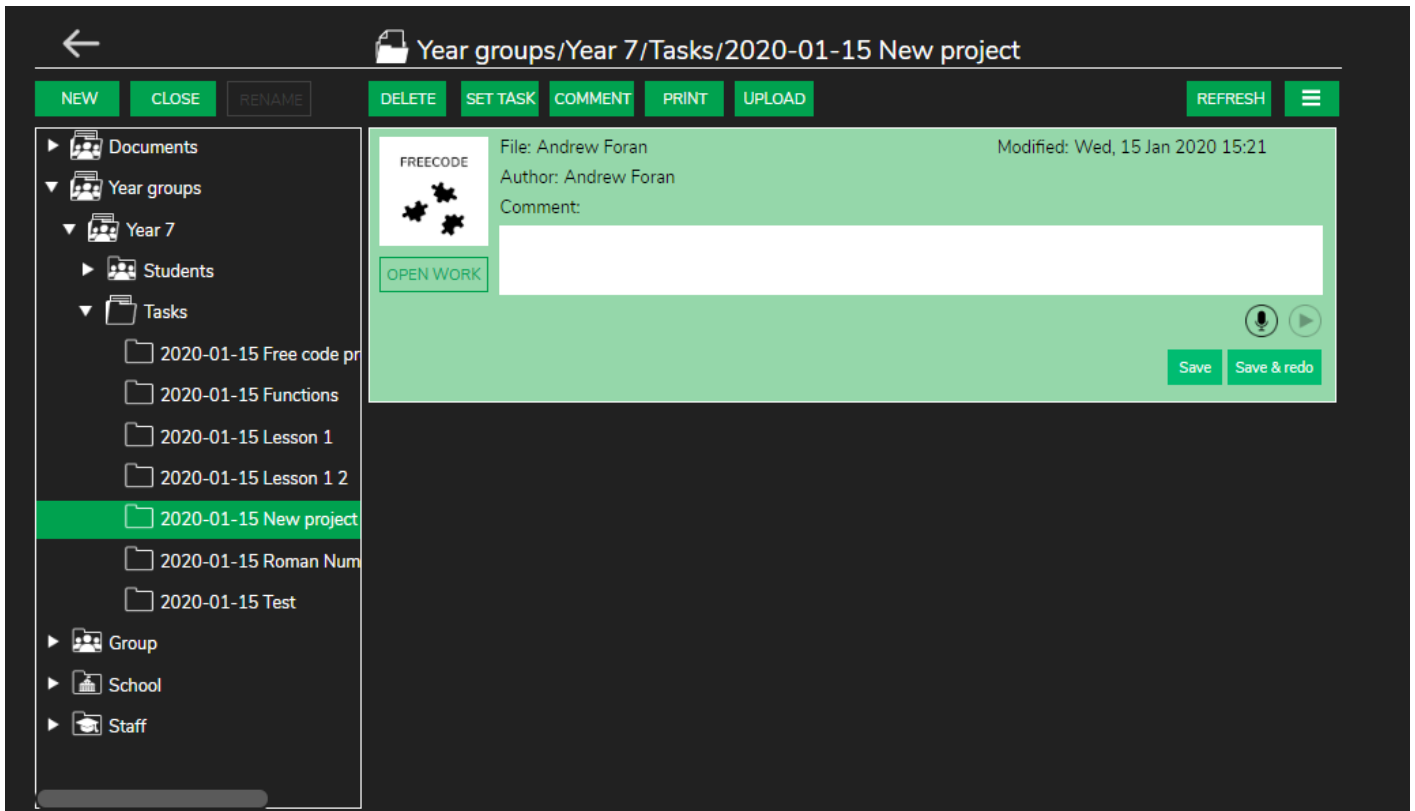 Year groups/Year 7/Tasks/2020-01-15 New project
NEW CLOSE RENAME DELETE SET TASK COMMENT PRINT UPLOAD REFRESH
Documents
Year groups
Year 7
Students
Tasks
2020-01-15 Free code pr
2020-01-15 Functions
2020-01-15 Lesson 1
2020-01-15 Lesson 1 2
2020-01-15 New project
2020-01-15 Roman Num
2020-01-15 Test
Group
School
Staff
FREECODE
OPEN WORK
File: Andrew Foran Modified: Wed, 15 Jan 2020 15:21
Author: Andrew Foran
Comment:
Save Save & redo